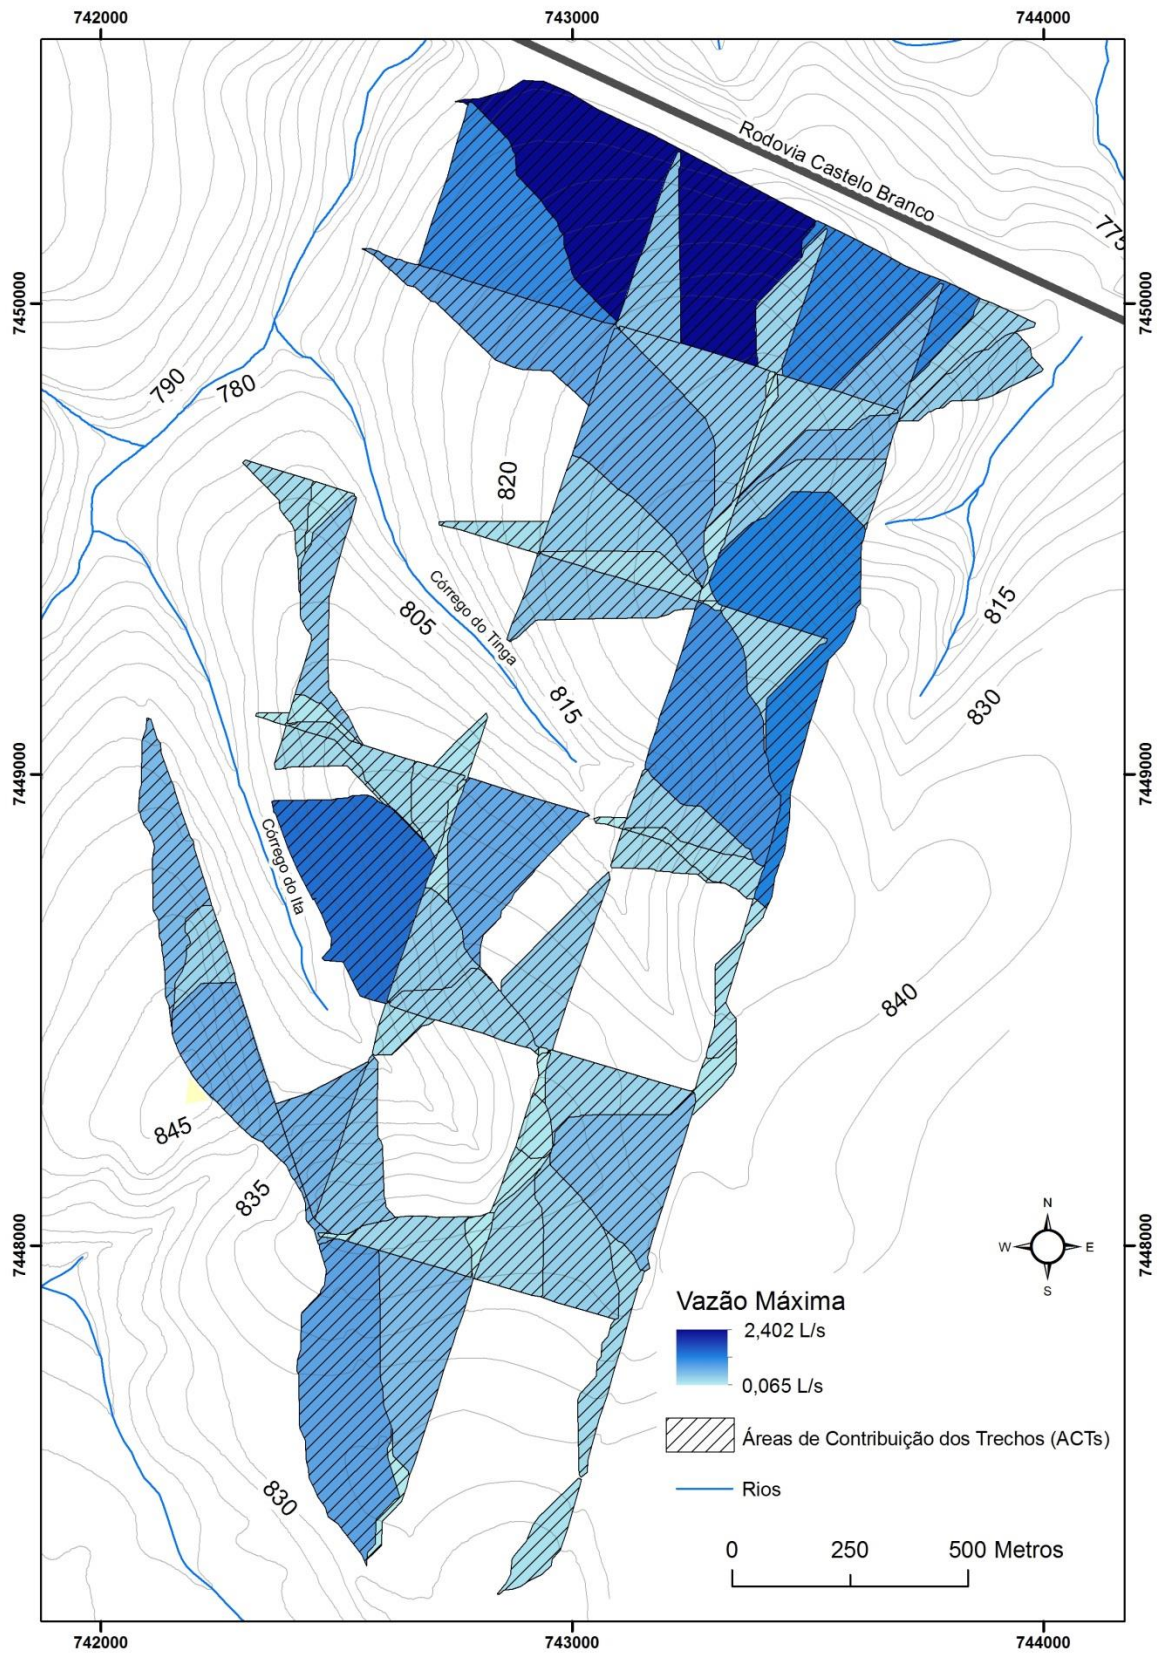 742000 743000 744000
Rodovia Castelo Branco
775
7450000 7450000
790
780
820
Córrego do Tinga
805
815
815
830
7449000 7449000
Córrego do Ita
840
845
835
N
W E
S
7448000 7448000
Vazão Máxima
2,402 L/s
0,065 L/s
Áreas de Contribuição dos Trechos (ACTs)
Rios
830
0 250 500 Metros
742000 743000 744000